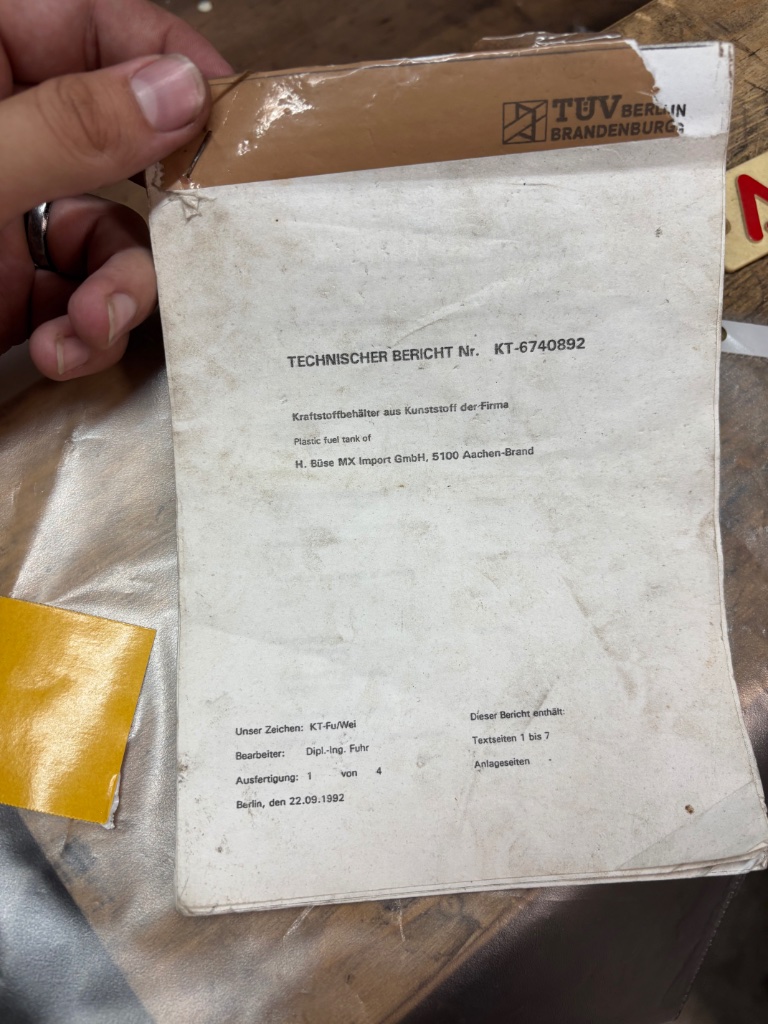 TÜV BERLIN
BRANDENBURG
TECHNISCHER BERICHT Nr. KT-6740892
Kraftstoffbehälter aus Kunststoff der Firma
Plastic fuel tank of
H. Büse MX Import GmbH, 5100 Aachen-Brand
Unser Zeichen: KT-Fu/Wei
Bearbeiter: Dipl.-Ing. Fuhr
Ausfertigung: 1 von 4
Berlin, den 22.09.1992
Dieser Bericht enthält:
Textseiten 1 bis 7
Anlageseiten -